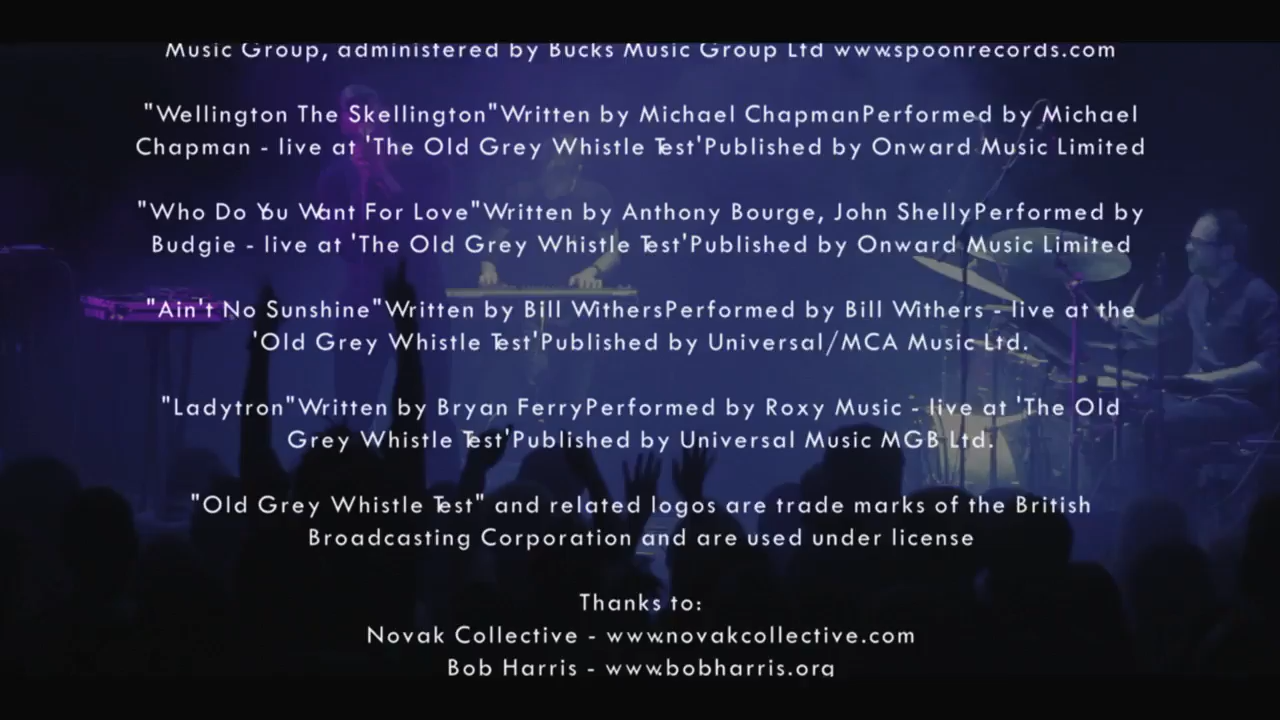 Music Group, administered by Bucks Music Group Ltd www.spoonrecords.com
"Wellington The Skellington"Written by Michael ChapmanPerformed by Michael
Chapman - live at 'The Old Grey Whistle Test'Published by Onward Music Limited
"Who Do You Want For Love"Written by Anthony Bourge, John ShellyPerformed by
Budgie - live at 'The Old Grey Whistle Test'Published by Onward Music Limited
"Ain't No Sunshine"Written by Bill WithersPerformed by Bill Withers - live at the
'Old Grey Whistle Test'Published by Universal/MCA Music Ltd.
"Ladytron"Written by Bryan FerryPerformed by Roxy Music - live at 'The Old
Grey Whistle Test'Published by Universal Music MGB Ltd.
"Old Grey Whistle Test" and related logos are trade marks of the British
Broadcasting Corporation and are used under license
Thanks to:
Novak Collective - www.novakcollective.com
Bob Harris - www.bobharris.org